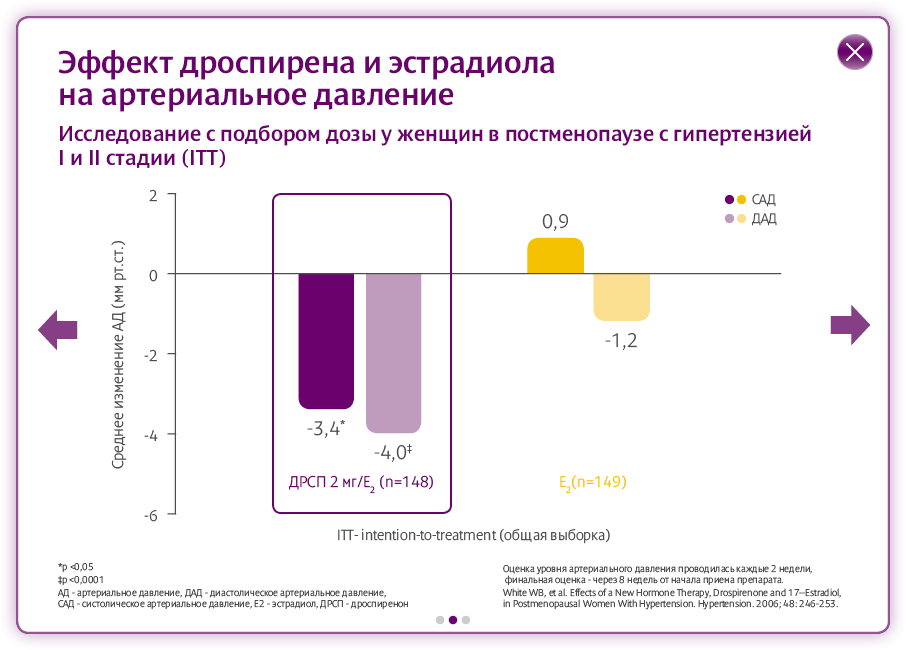 Эффект дроспирена и эстрадиола
на артериальное давление
Исследование с подбором дозы у женщин в постменопаузе с гипертензией
I и II стадии (ITT)
Среднее изменение АД (мм рт.ст.)
2
0
-2
-4
-6
0,9
-1,2
-3,4*
-4,0‡
САД
ДАД
ДРСП 2 мг/E2 (n=148)
E2(n=149)
ITT- intention-to-treatment (общая выборка)
*p <0,05
‡p <0,0001
АД - артериальное давление, ДАД - диастолическое артериальное давление,
САД - систолическое артериальное давление, E2 - эстрадиол, ДРСП - дроспиренон
Оценка уровня артериального давления проводилась каждые 2 недели,
финальная оценка - через 8 недель от начала приена препарата.
White WB, et al. Effects of a New Hormone Therapy, Drospirenone and 17–Estradiol,
in Postmenopausal Women With Hypertension. Hypertension. 2006; 48: 246-253.